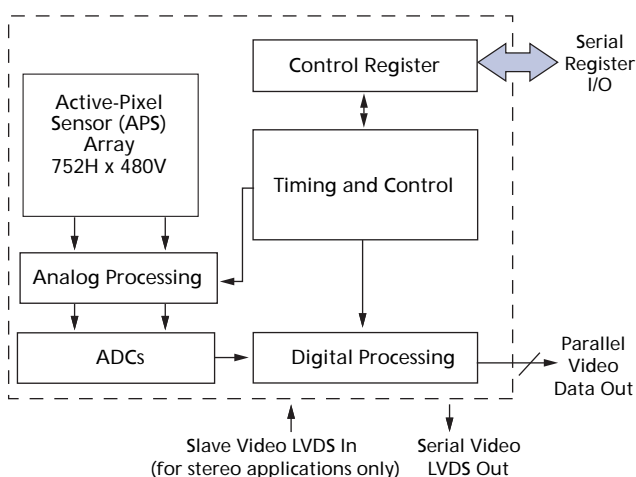 Control Register
Serial
Register
I/O
Active-Pixel
Sensor (APS)
Array
752H x 480V
Timing and Control
Analog Processing
ADCs
Digital Processing
Parallel
Video
Data Out
Slave Video LVDS In
(for stereo applications only)
Serial Video
LVDS Out